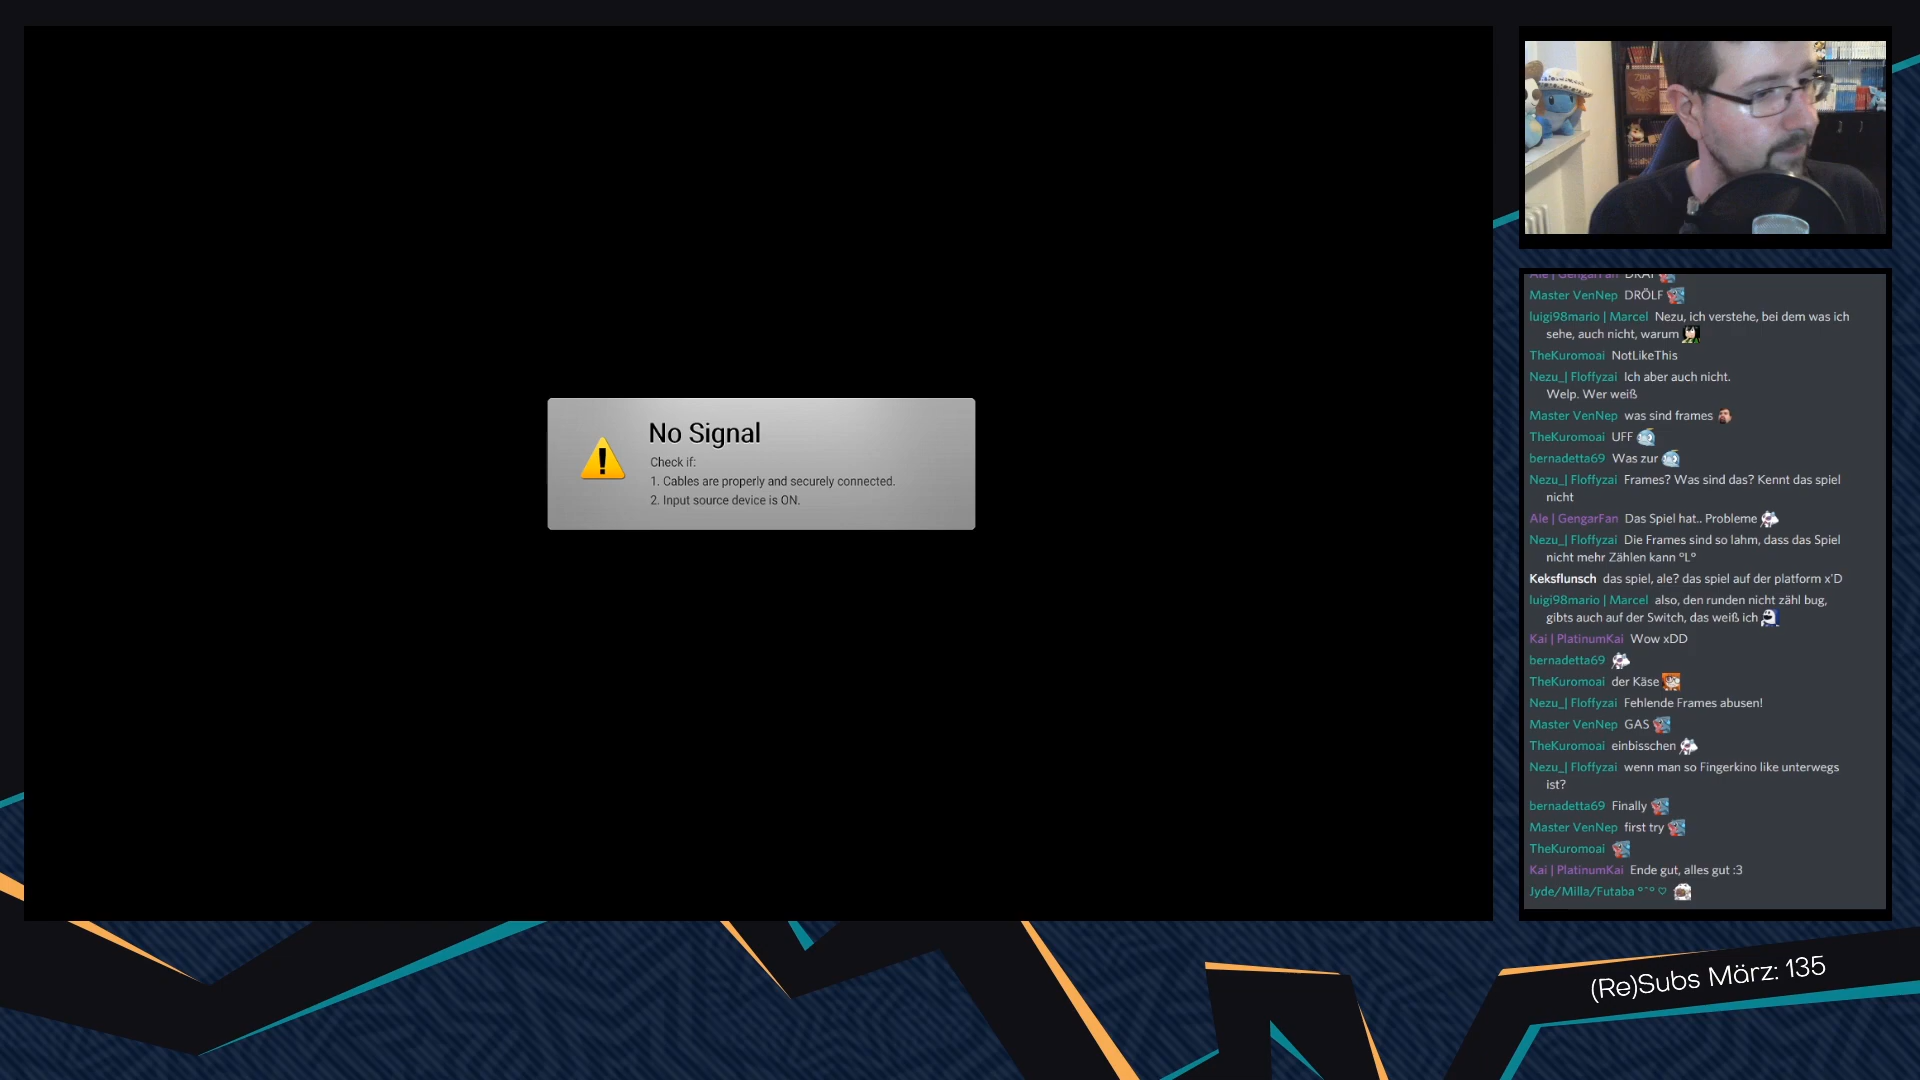 No Signal
Check if:
1. Cables are properly and securely connected.
2. Input source device is ON.
Ale | GengarFan DRAI
Master VenNep DRÖLF
luigi98mario | Marcel Nezu, ich verstehe, bei dem was ich
sehe, auch nicht, warum
TheKuromoai NotLikeThis
Nezu_| Floffyzai Ich aber auch nicht.
Welp. Wer weiß
Master VenNep was sind frames
TheKuromoai UFF
bernadetta69 Was zur
Nezu_| Floffyzai Frames? Was sind das? Kennt das spiel
nicht
Ale | GengarFan Das Spiel hat.. Probleme
Nezu_| Floffyzai Die Frames sind so lahm, dass das Spiel
nicht mehr Zählen kann ºLº
Keksflunsch das spiel, ale? das spiel auf der platform x'D
luigi98mario | Marcel also, den runden nicht zähl bug,
gibts auch auf der Switch, das weiß ich
Kai | PlatinumKai Wow xDD
bernadetta69
TheKuromoai der Käse
Nezu_| Floffyzai Fehlende Frames abusen!
Master VenNep GAS
TheKuromoai einbisschen
Nezu_| Floffyzai wenn man so Fingerkino like unterwegs
ist?
bernadetta69 Finally
Master VenNep first try
TheKuromoai
Kai | PlatinumKai Ende gut, alles gut :3
Jyde/Milla/Futaba º˜º ♡
(Re)Subs März: 135